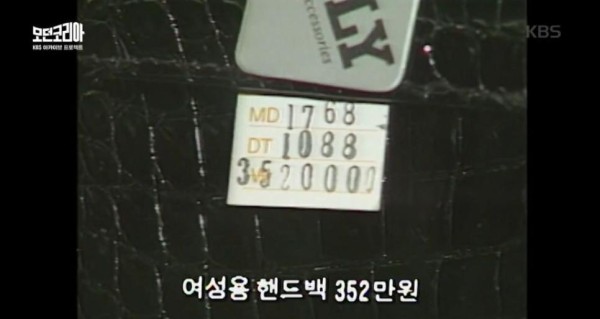 모던코리아
KBS 아카이브 프로젝트
KBS
LY
accessories
MD 1768
DT 1088
₩ 3520000
여성용 핸드백 352만원